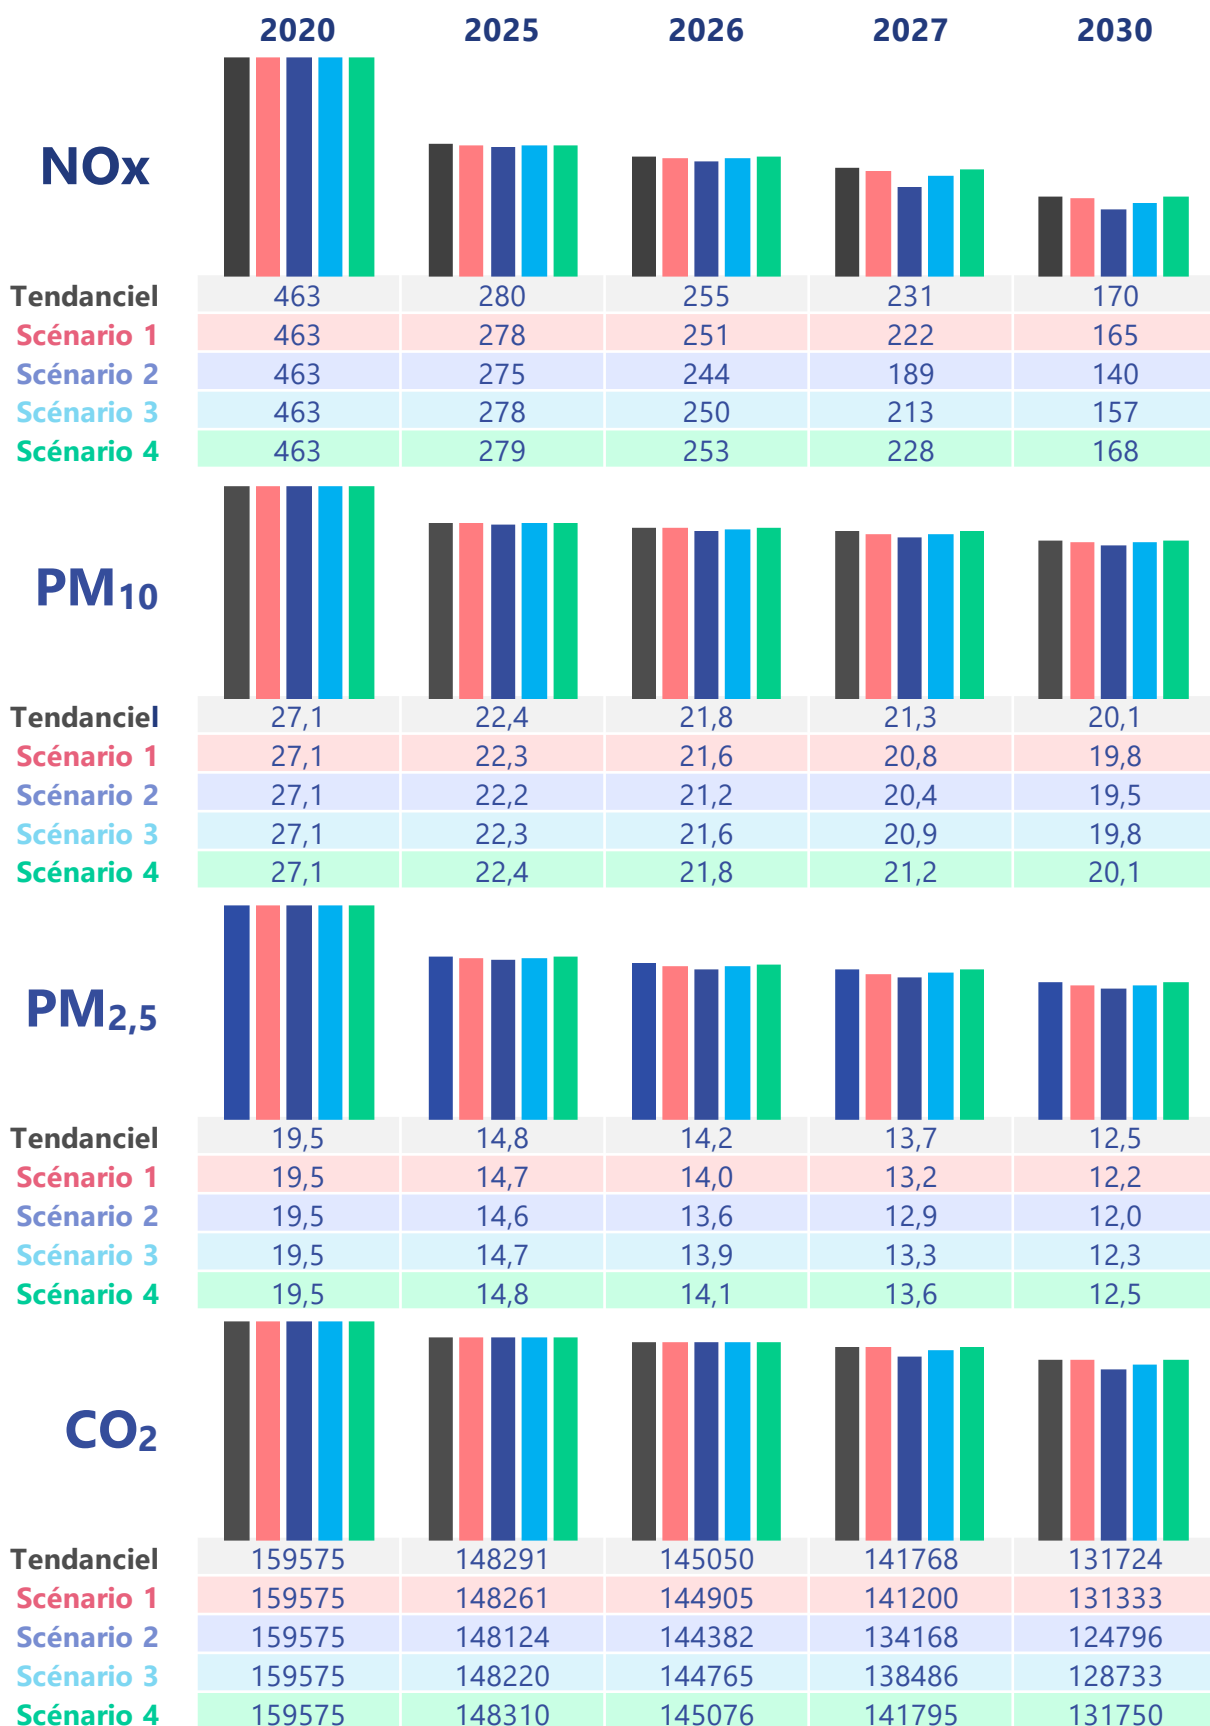 2020 2025 2026 2027 2030
NOx
Tendanciel 463 280 255 231 170
Scénario 1 463 278 251 222 165
Scénario 2 463 275 244 189 140
Scénario 3 463 278 250 213 157
Scénario 4 463 279 253 228 168
PM10
Tendanciel 27,1 22,4 21,8 21,3 20,1
Scénario 1 27,1 22,3 21,6 20,8 19,8
Scénario 2 27,1 22,2 21,2 20,4 19,5
Scénario 3 27,1 22,3 21,6 20,9 19,8
Scénario 4 27,1 22,4 21,8 21,2 20,1
PM2,5
Tendanciel 19,5 14,8 14,2 13,7 12,5
Scénario 1 19,5 14,7 14,0 13,2 12,2
Scénario 2 19,5 14,6 13,6 12,9 12,0
Scénario 3 19,5 14,7 13,9 13,3 12,3
Scénario 4 19,5 14,8 14,1 13,6 12,5
CO2
Tendanciel 159575 148291 145050 141768 131724
Scénario 1 159575 148261 144905 141200 131333
Scénario 2 159575 148124 144382 134168 124796
Scénario 3 159575 148220 144765 138486 128733
Scénario 4 159575 148310 145076 141795 131750